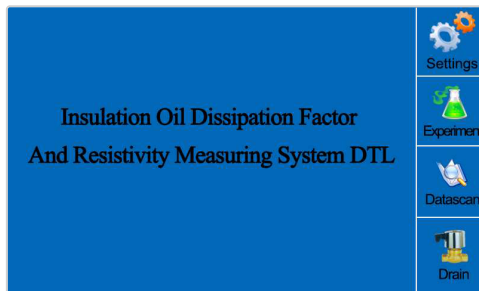 Insulation Oil Dissipation Factor
And Resistivity Measuring System DTL
Settings
Experimen
Datascan
Drain